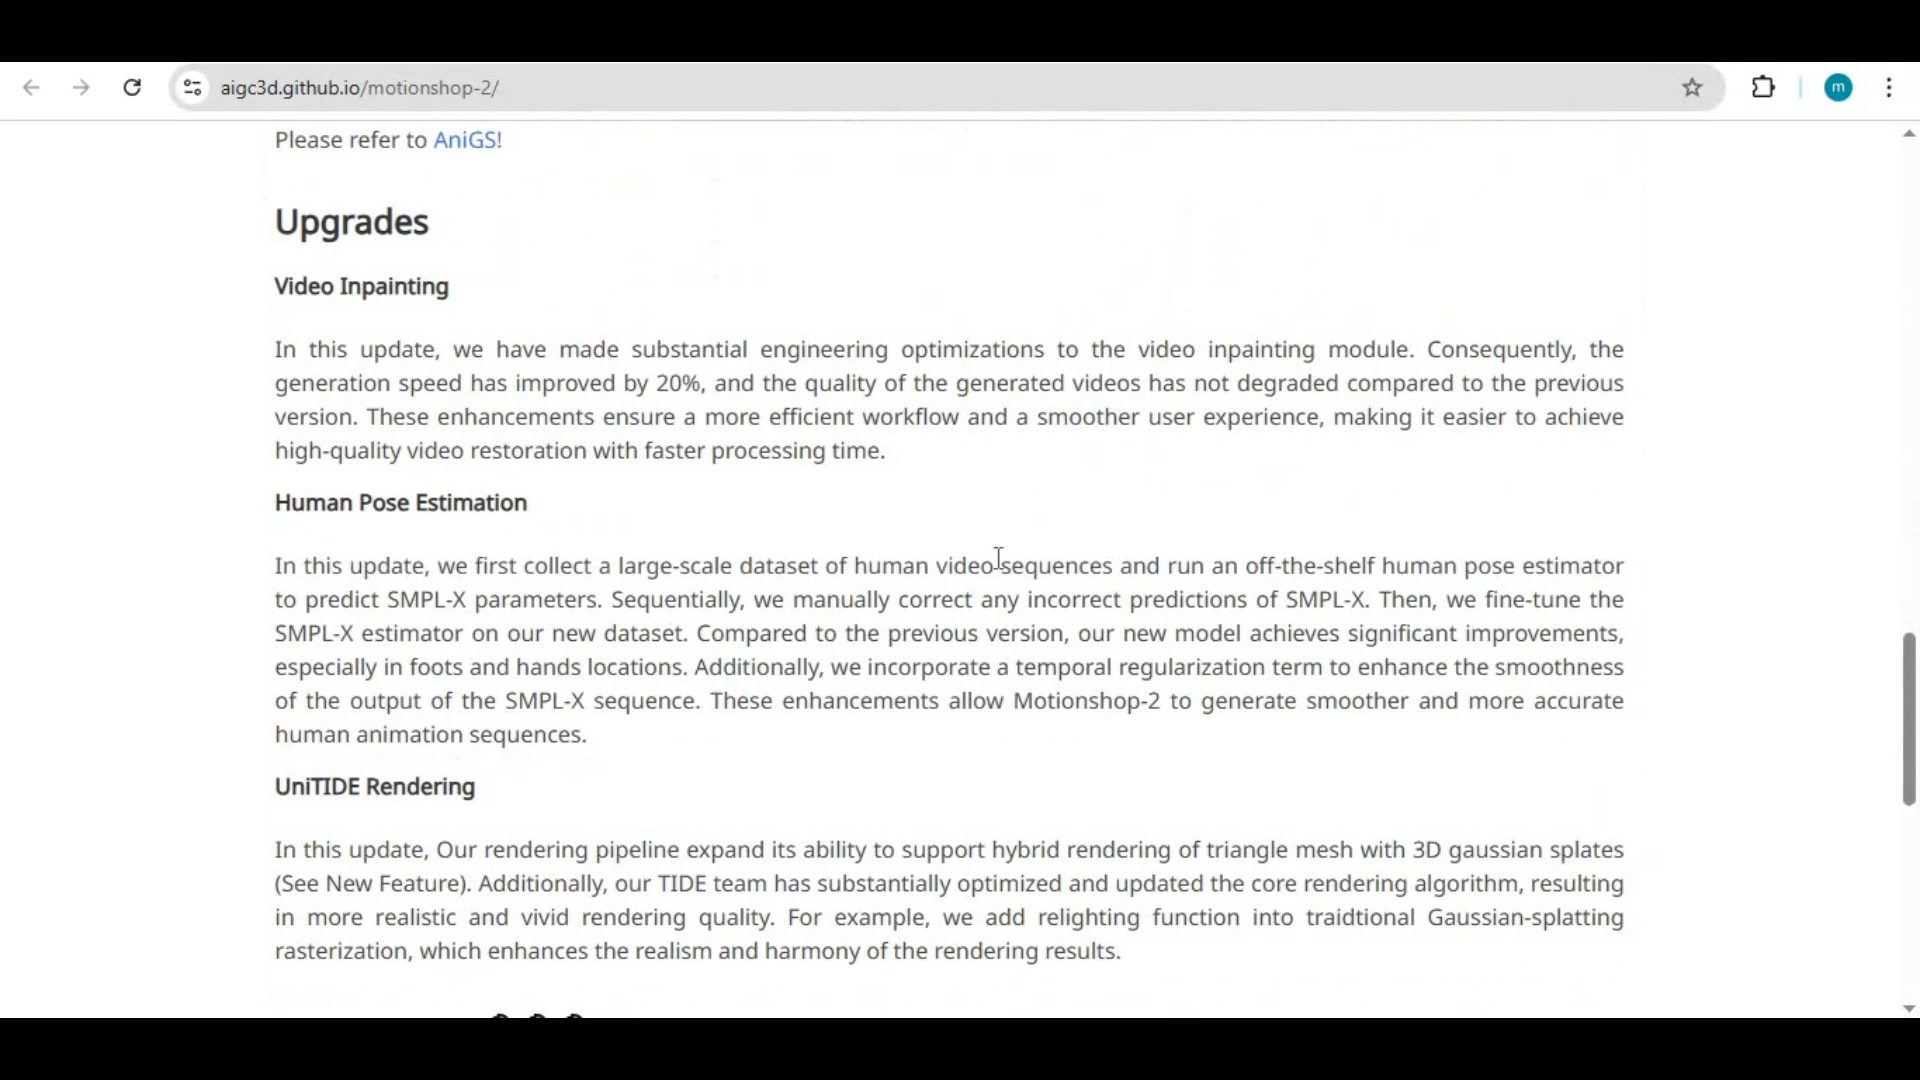 aigc3d.github.io/motionshop-2/
m
Please refer to AniGS!
Upgrades
Video Inpainting
In this update, we have made substantial engineering optimizations to the video inpainting module. Consequently, the
generation speed has improved by 20%, and the quality of the generated videos has not degraded compared to the previous
version. These enhancements ensure a more efficient workflow and a smoother user experience, making it easier to achieve
high-quality video restoration with faster processing time.
Human Pose Estimation
In this update, we first collect a large-scale dataset of human video sequences and run an off-the-shelf human pose estimator
to predict SMPL-X parameters. Sequentially, we manually correct any incorrect predictions of SMPL-X. Then, we fine-tune the
SMPL-X estimator on our new dataset. Compared to the previous version, our new model achieves significant improvements,
especially in foots and hands locations. Additionally, we incorporate a temporal regularization term to enhance the smoothness
of the output of the SMPL-X sequence. These enhancements allow Motionshop-2 to generate smoother and more accurate
human animation sequences.
UniTIDE Rendering
In this update, Our rendering pipeline expand its ability to support hybrid rendering of triangle mesh with 3D gaussian splates
(See New Feature). Additionally, our TIDE team has substantially optimized and updated the core rendering algorithm, resulting
in more realistic and vivid rendering quality. For example, we add relighting function into traidtional Gaussian-splatting
rasterization, which enhances the realism and harmony of the rendering results.